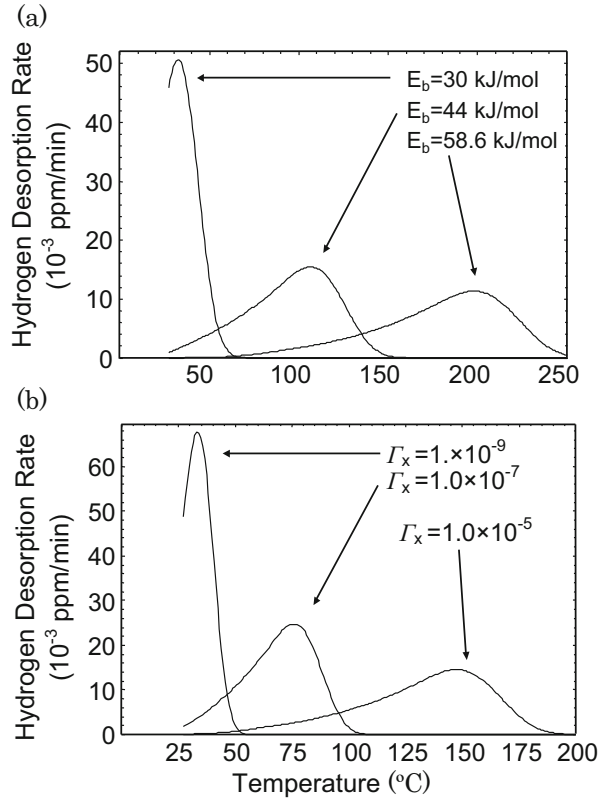 (a)
Hydrogen Desorption Rate
(10⁻³ ppm/min)
50
40
30
20
10
0
E_b=30 kJ/mol
E_b=44 kJ/mol
E_b=58.6 kJ/mol
50 100 150 200 250
(b)
Hydrogen Desorption Rate
(10⁻³ ppm/min)
60
50
40
30
20
10
0
Γ_x=1.×10⁻⁹
Γ_x=1.0×10⁻⁷
Γ_x=1.0×10⁻⁵
25 50 75 100 125 150 175 200
Temperature (°C)